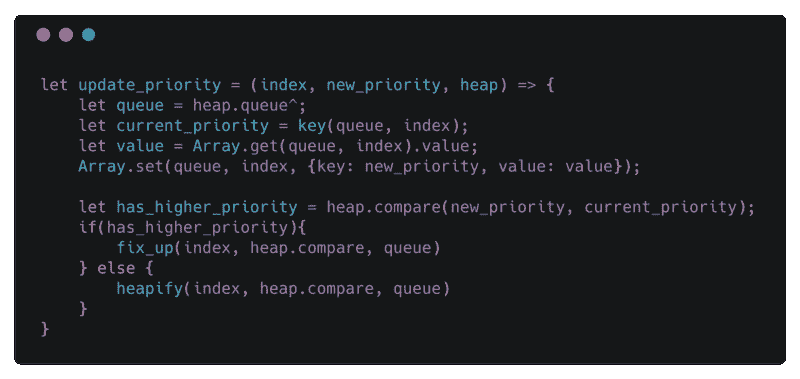 let update_priority = (index, new_priority, heap) => {
    let queue = heap.queue^;
    let current_priority = key(queue, index);
    let value = Array.get(queue, index).value;
    Array.set(queue, index, {key: new_priority, value: value});

    let has_higher_priority = heap.compare(new_priority, current_priority);
    if(has_higher_priority){
        fix_up(index, heap.compare, queue)
    } else {
        heapify(index, heap.compare, queue)
    }
}